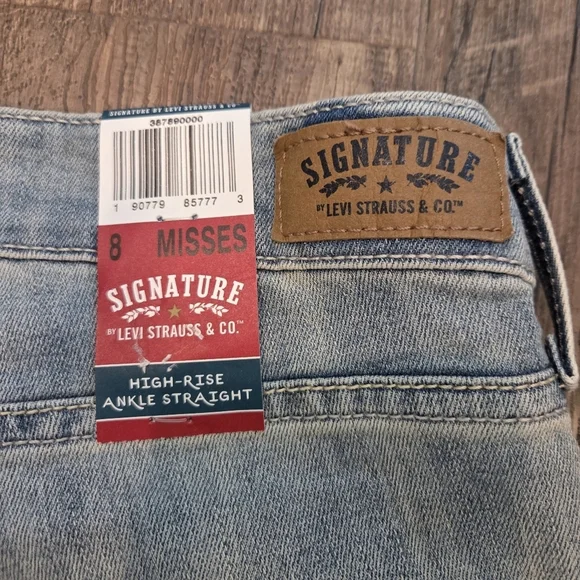 SIGNATURE BY LEVI STRAUSS & CO
387890000
1 90779 85777 3
8 MISSES
SIGNATURE
BY LEVI STRAUSS & CO.™
HIGH-RISE
ANKLE STRAIGHT
SIGNATURE
BY LEVI STRAUSS & CO.™